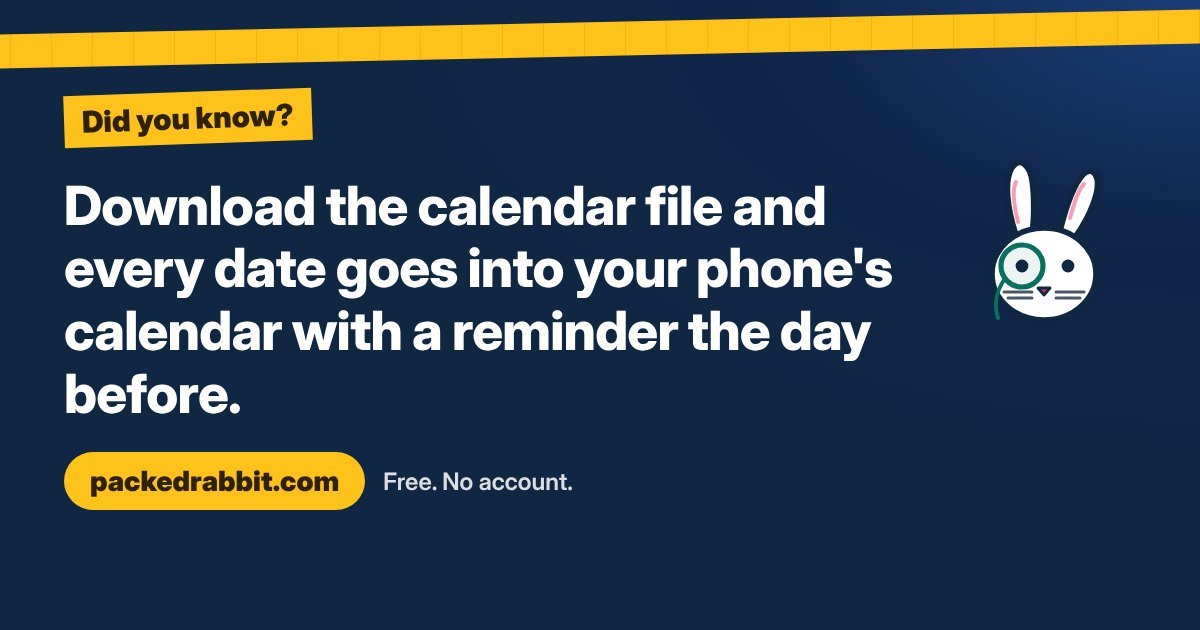 Did you know?
Download the calendar file and
every date goes into your phone's
calendar with a reminder the day
before.
packedrabbit.com
Free. No account.